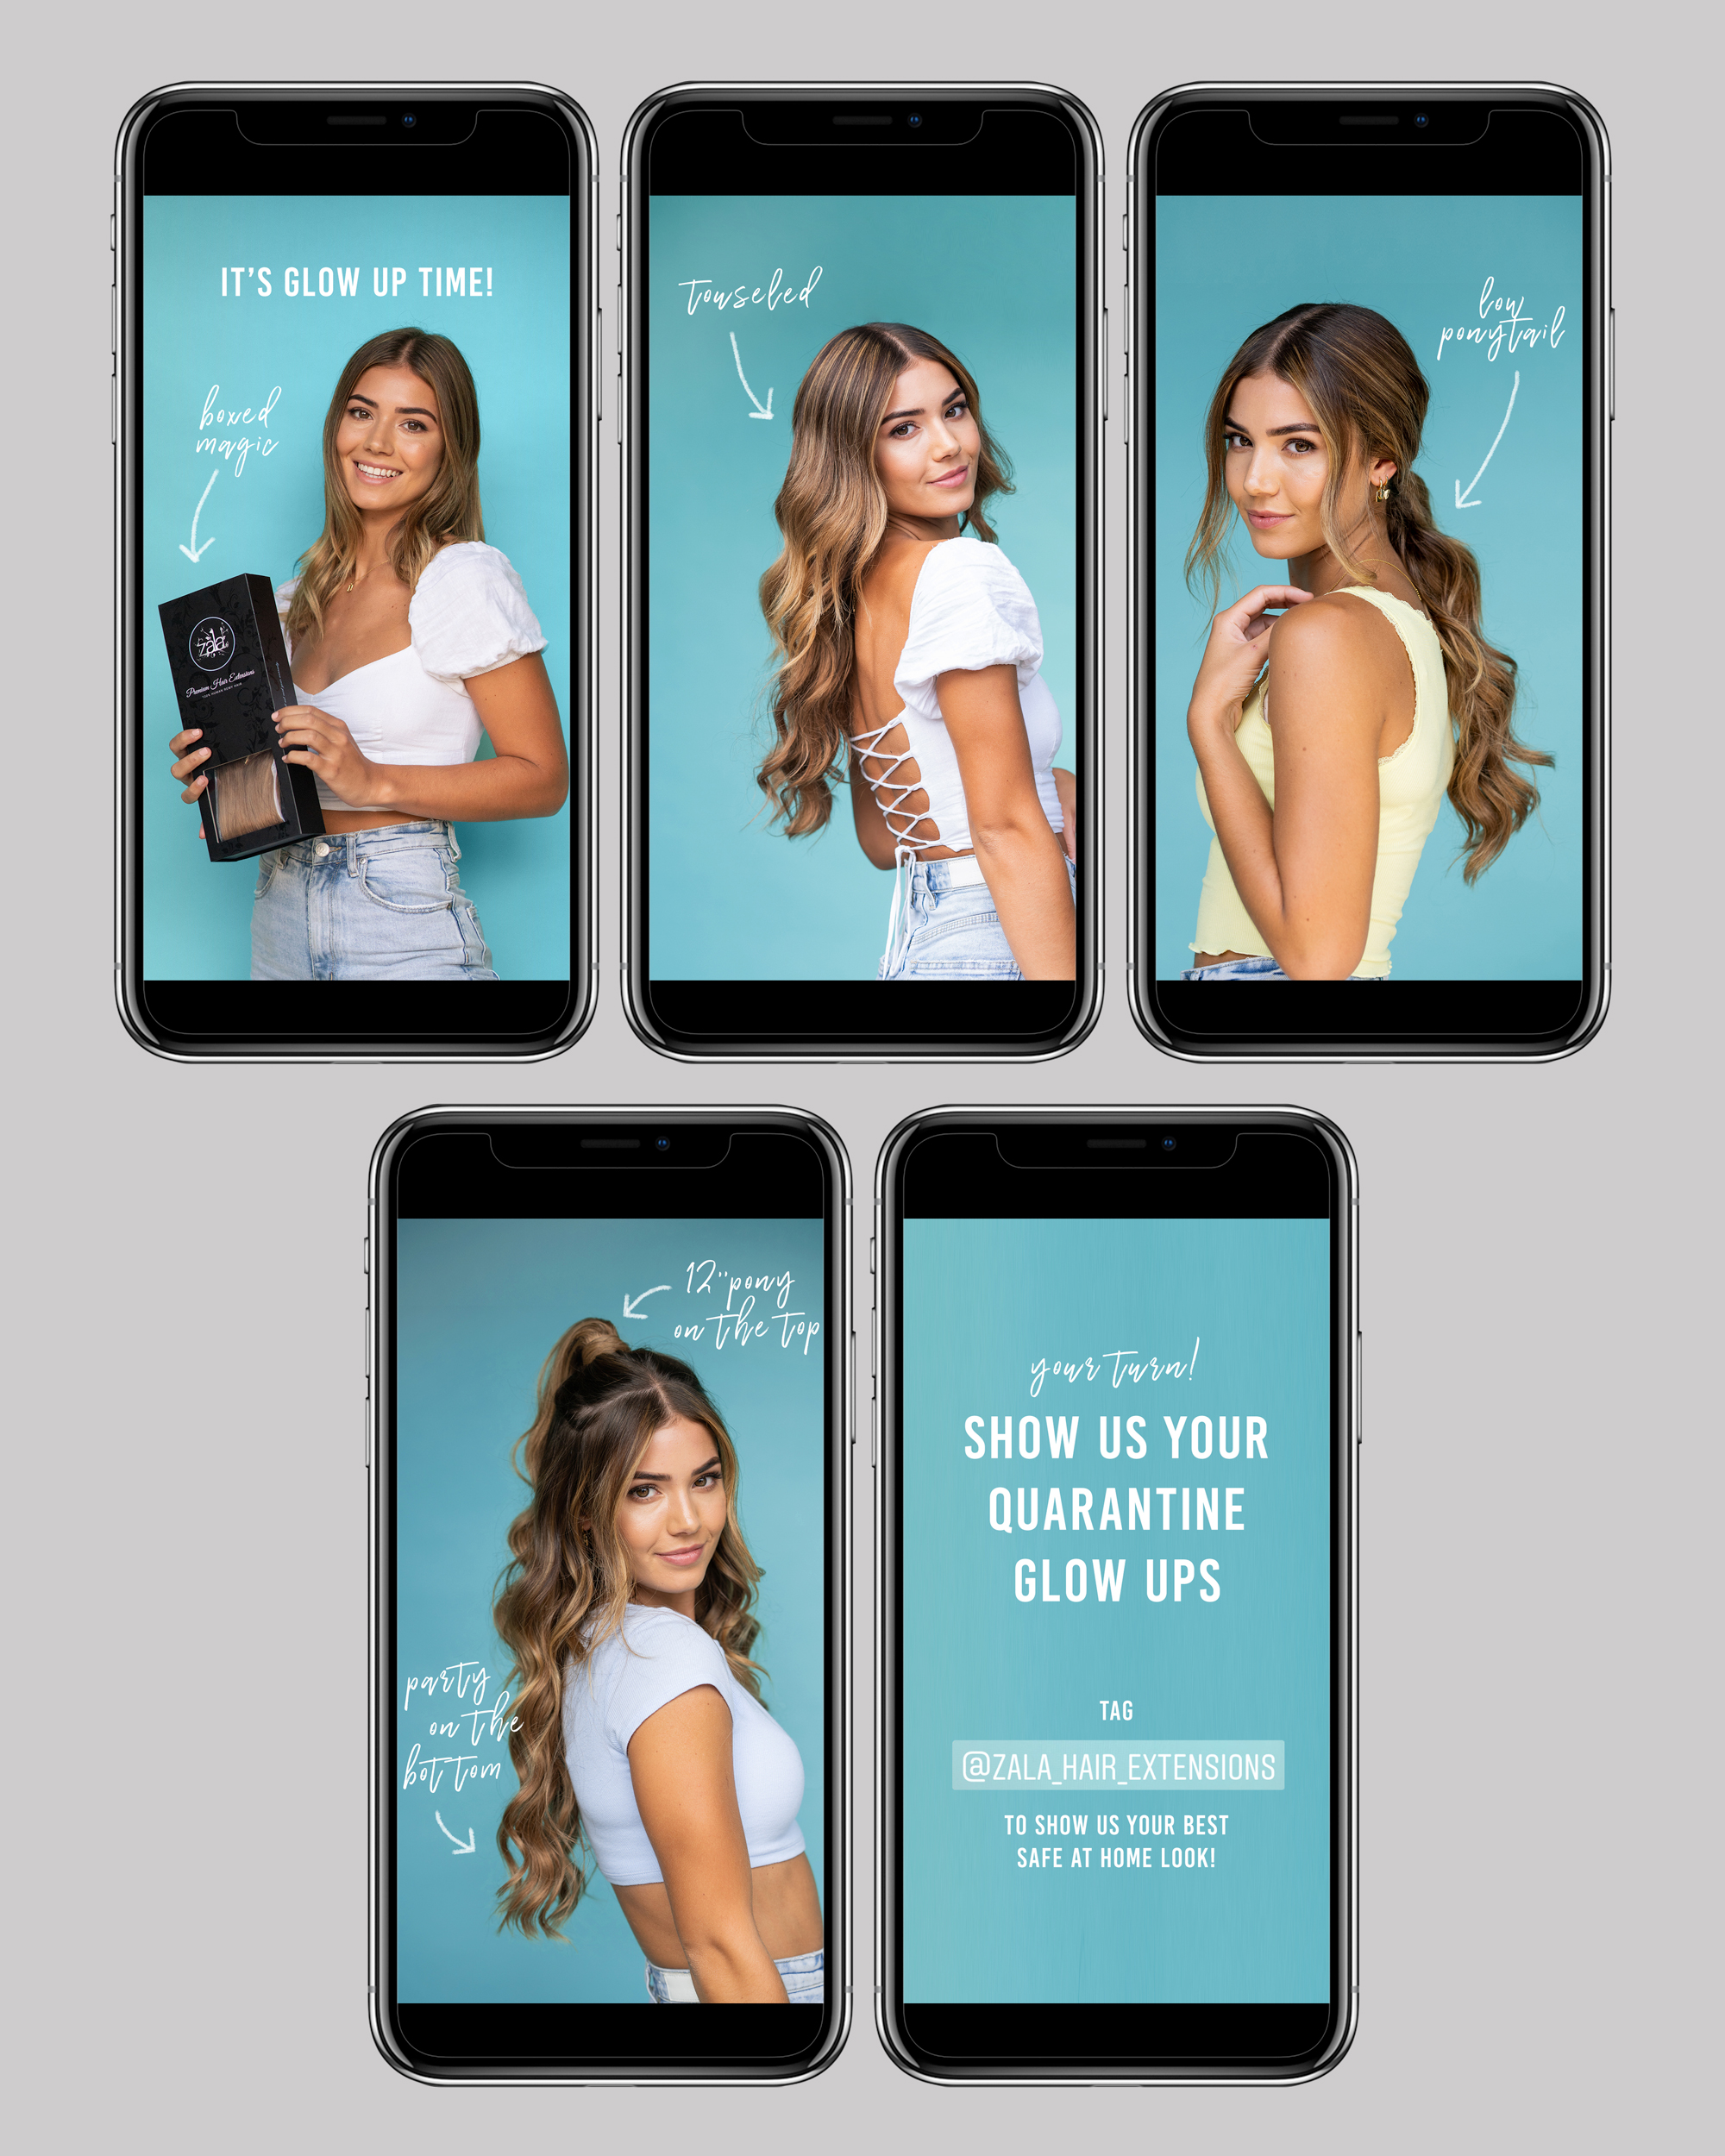 IT'S GLOW UP TIME!
boxed
magic
zala
Premium Hair Extensions
100% HUMAN REMY HAIR
towseled
low
ponytail
12" pony
on the top
party
on the
bottom
your turn!
SHOW US YOUR
QUARANTINE
GLOW UPS
TAG
@ZALA_HAIR_EXTENSIONS
TO SHOW US YOUR BEST
SAFE AT HOME LOOK!